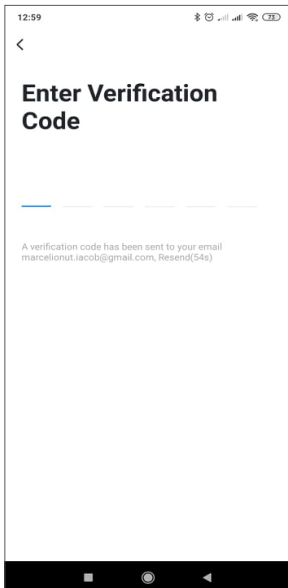 12:59
73
Enter Verification
Code
A verification code has been sent to your email
marcelionut.iacob@gmail.com, Resend(54s)